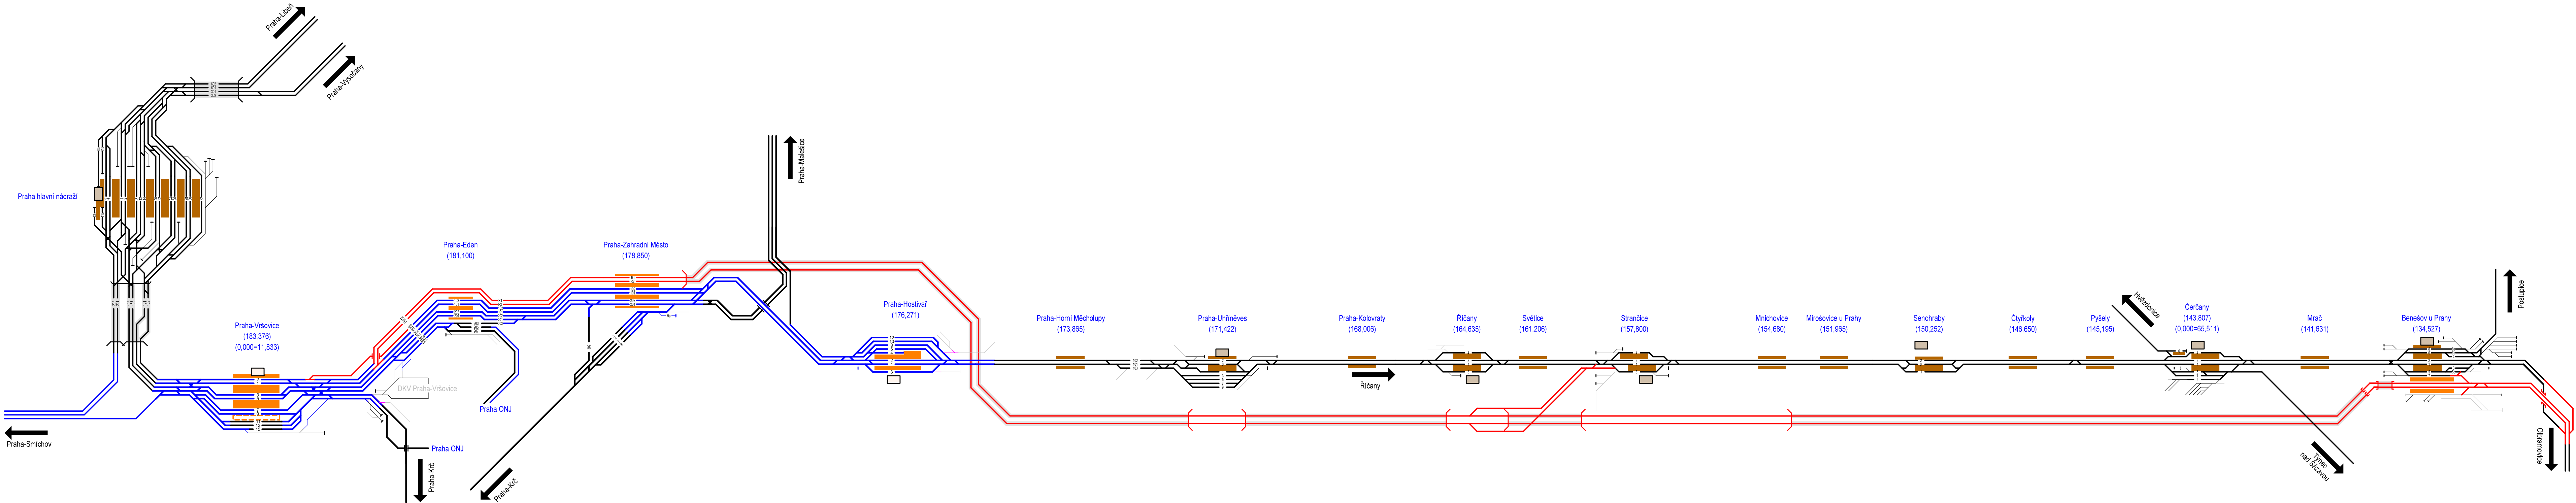 Praha-Libeň
Praha-Vysočany
Praha hlavní nádraží
Praha-Smíchov
Praha-Vršovice
(183,376)
(0,000=11,833)
DKV Praha-Vršovice
Praha ONJ
Praha-Krč
Praha-Eden
(181.100)
Praha ONJ
Praha-Krč
Praha-Zahradní Město
(178.850)
Praha-Malešice
Praha-Hostivař
(176,271)
Praha-Horní Měcholupy
(173,865)
Praha-Uhříněves
(171,422)
Praha-Kolovraty
(168,006)
Říčany
Říčany
(164,635)
Světice
(161,206)
Strančice
(157,800)
Mnichovice
(154,680)
Mirošovice u Prahy
(151,965)
Senohraby
(150,252)
Čtyřkoly
(146,650)
Pyšely
(145,195)
Hvězdonice
Čerčany
(143,807)
(0,000=65,511)
Týnec
nad Sázavou
Mrač
(141,631)
Benešov u Prahy
(134,527)
Postupice
Olbramovice